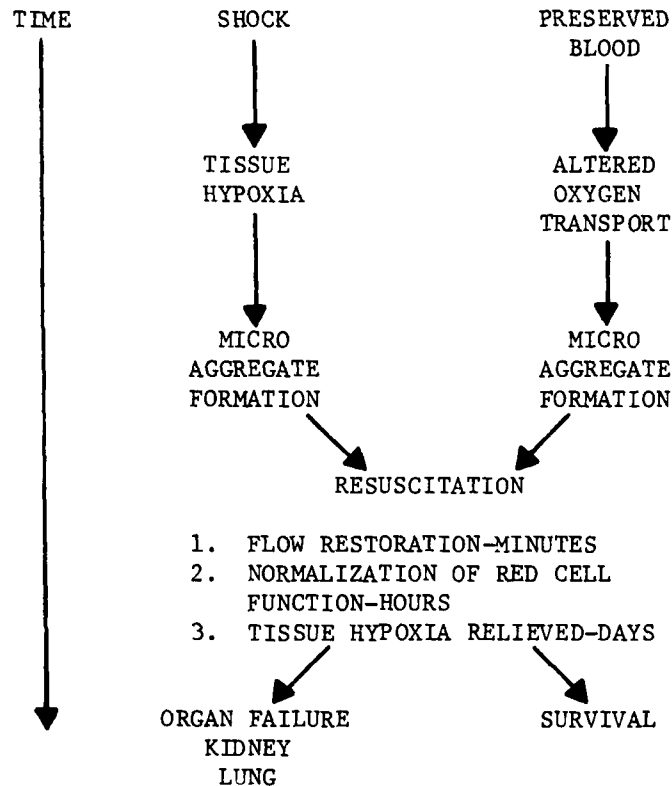 TIME
SHOCK
PRESERVED
BLOOD
TISSUE
HYPOXIA
ALTERED
OXYGEN
TRANSPORT
MICRO
AGGREGATE
FORMATION
MICRO
AGGREGATE
FORMATION
RESUSCITATION
1. FLOW RESTORATION-MINUTES
2. NORMALIZATION OF RED CELL
FUNCTION-HOURS
3. TISSUE HYPOXIA RELIEVED-DAYS
ORGAN FAILURE
KIDNEY
LUNG
SURVIVAL